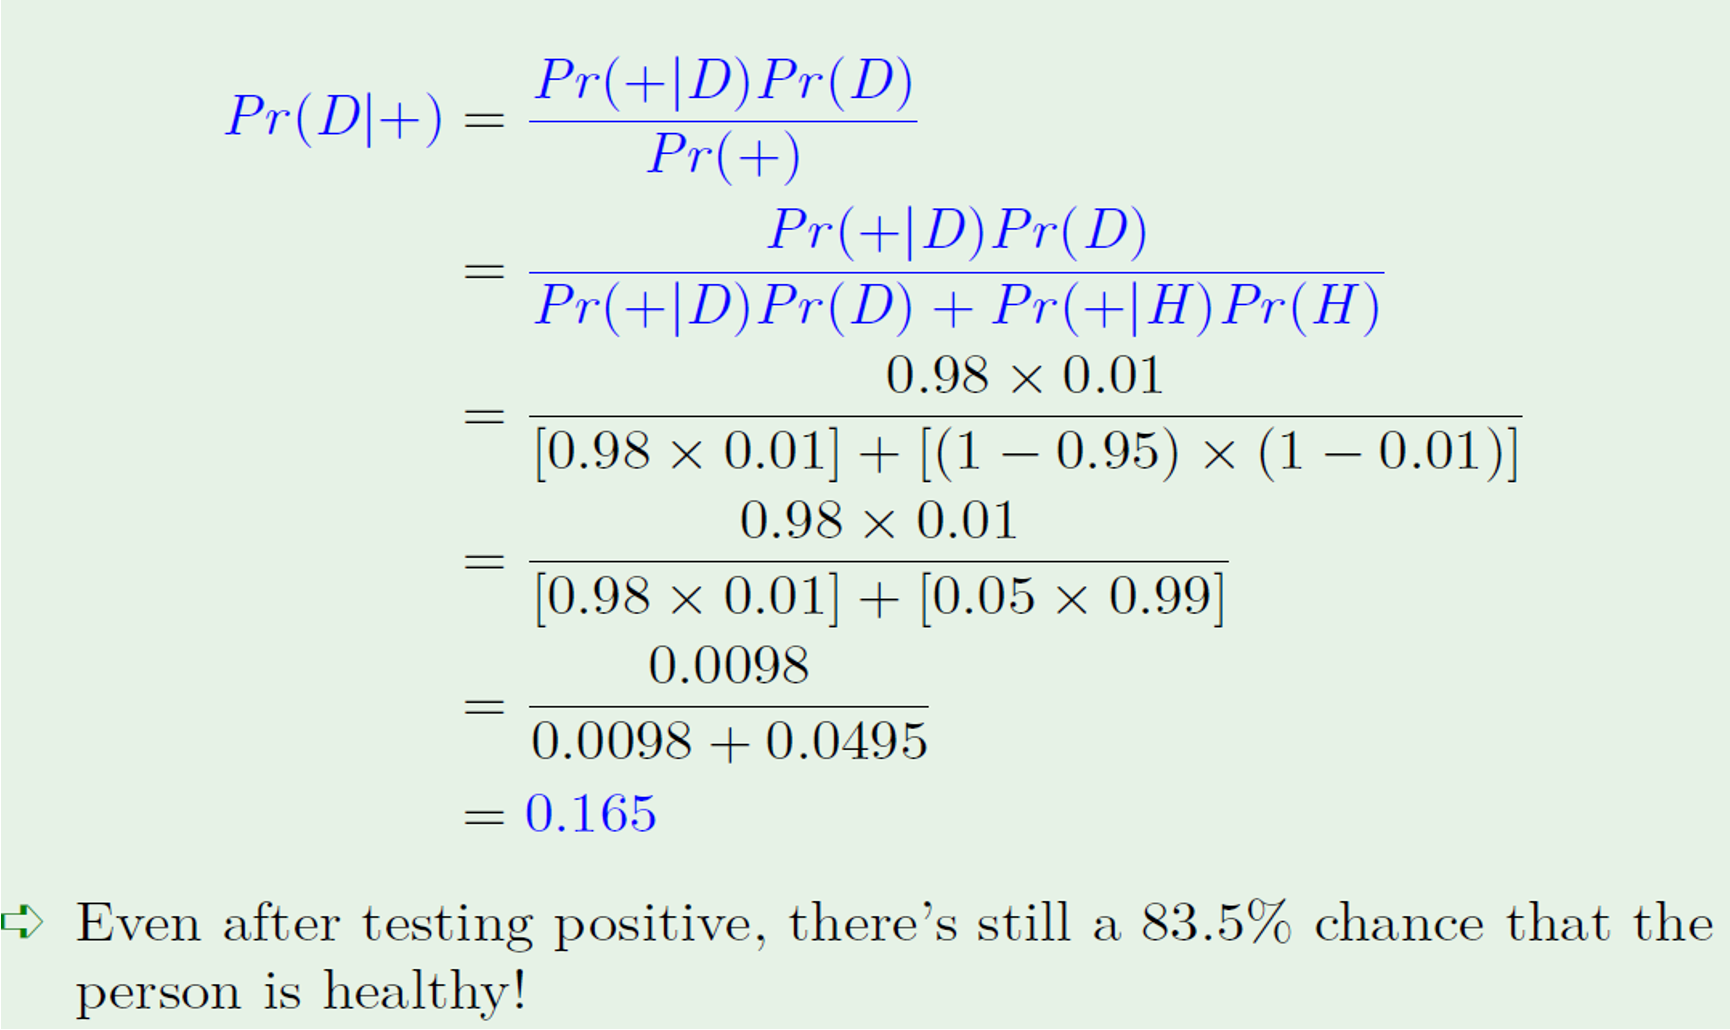 Pr(D|+) = Pr(+|D)Pr(D) / Pr(+)
= Pr(+|D)Pr(D) / Pr(+|D)Pr(D) + Pr(+|H)Pr(H)
= 0.98 × 0.01 / [0.98 × 0.01] + [(1 − 0.95) × (1 − 0.01)]
= 0.98 × 0.01 / [0.98 × 0.01] + [0.05 × 0.99]
= 0.0098 / 0.0098 + 0.0495
= 0.165
➪ Even after testing positive, there's still a 83.5% chance that the
person is healthy!